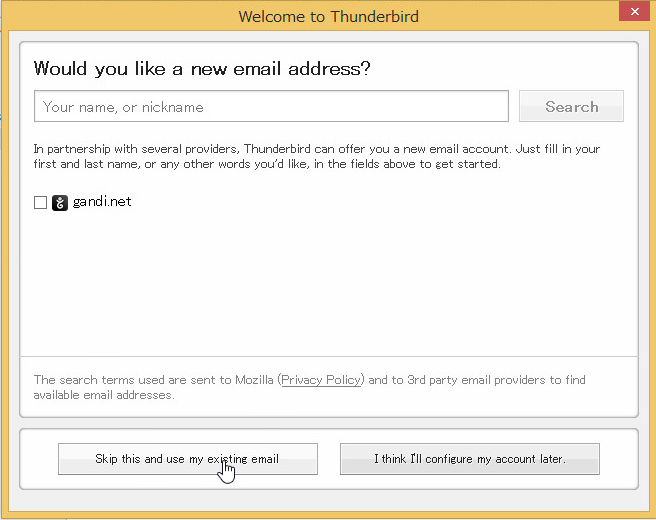 Welcome to Thunderbird
Would you like a new email address?
Your name, or nickname
Search
In partnership with several providers, Thunderbird can offer you a new email account. Just fill in your
first and last name, or any other words you'd like, in the fields above to get started.
gandi.net
The search terms used are sent to Mozilla (Privacy Policy) and to 3rd party email providers to find
available email addresses.
Skip this and use my existing email
I think I'll configure my account later.